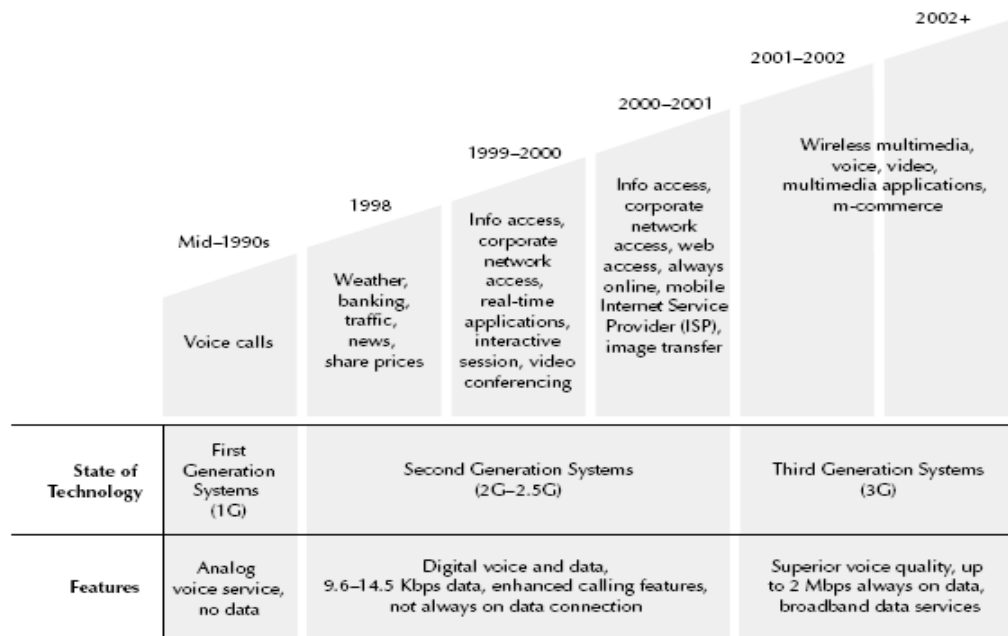 2002+
2001–2002
2000–2001
1999–2000
1998
Mid–1990s
Voice calls
Weather,
banking,
traffic,
news,
share prices
Info access,
corporate
network
access,
real-time
applications,
interactive
session, video
conferencing
Info access,
corporate
network
access, web
access, always
online, mobile
Internet Service
Provider (ISP),
image transfer
Wireless multimedia,
voice, video,
multimedia applications,
m-commerce
State of
Technology
First
Generation
Systems
(1G)
Second Generation Systems
(2G–2.5G)
Third Generation Systems
(3G)
Features
Analog
voice service,
no data
Digital voice and data,
9.6–14.5 Kbps data, enhanced calling features,
not always on data connection
Superior voice quality, up
to 2 Mbps always on data,
broadband data services